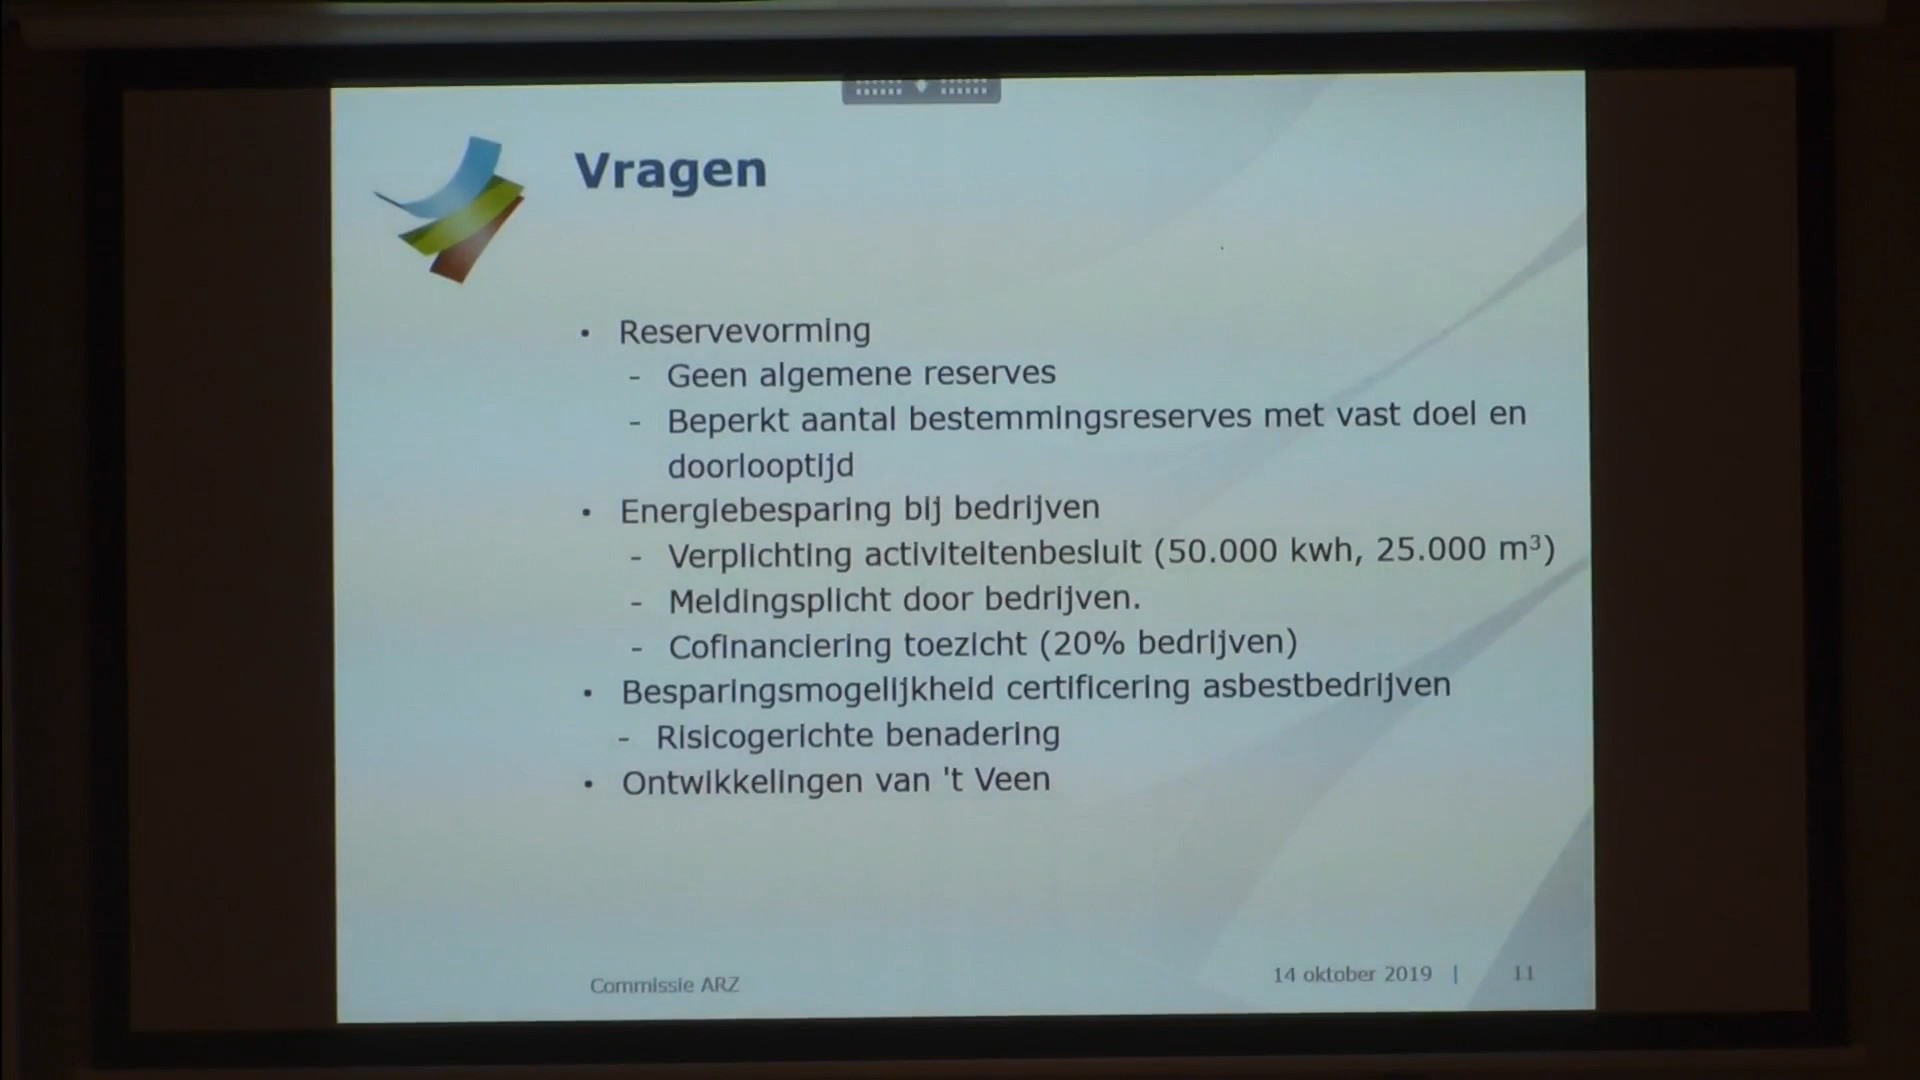 Vragen
• Reservevorming
- Geen algemene reserves
- Beperkt aantal bestemmingsreserves met vast doel en
doorlooptijd
• Energiebesparing bij bedrijven
- Verplichting activiteitenbesluit (50.000 kwh, 25.000 m³)
- Meldingsplicht door bedrijven.
- Cofinanciering toezicht (20% bedrijven)
• Besparingsmogelijkheid certificering asbestbedrijven
- Risicogerichte benadering
• Ontwikkelingen van 't Veen
Commissie ARZ
14 oktober 2019 | 11